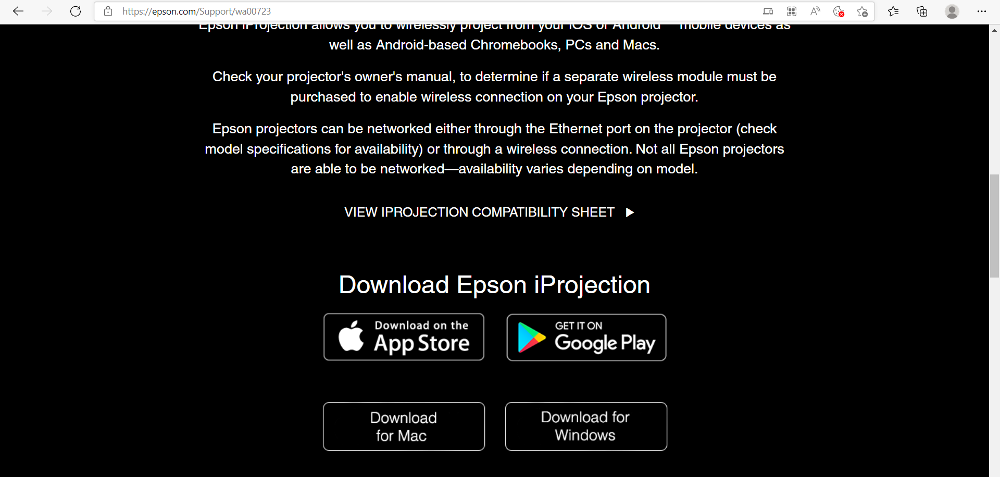 https://epson.com/Support/wa00723
Epson iProjection allows you to wirelessly project from your iOS or Android mobile devices as
well as Android-based Chromebooks, PCs and Macs.
Check your projector's owner's manual, to determine if a separate wireless module must be
purchased to enable wireless connection on your Epson projector.
Epson projectors can be networked either through the Ethernet port on the projector (check
model specifications for availability) or through a wireless connection. Not all Epson projectors
are able to be networked—availability varies depending on model.
VIEW IPROJECTION COMPATIBILITY SHEET
Download Epson iProjection
Download on the
App Store
GET IT ON
Google Play
Download
for Mac
Download for
Windows